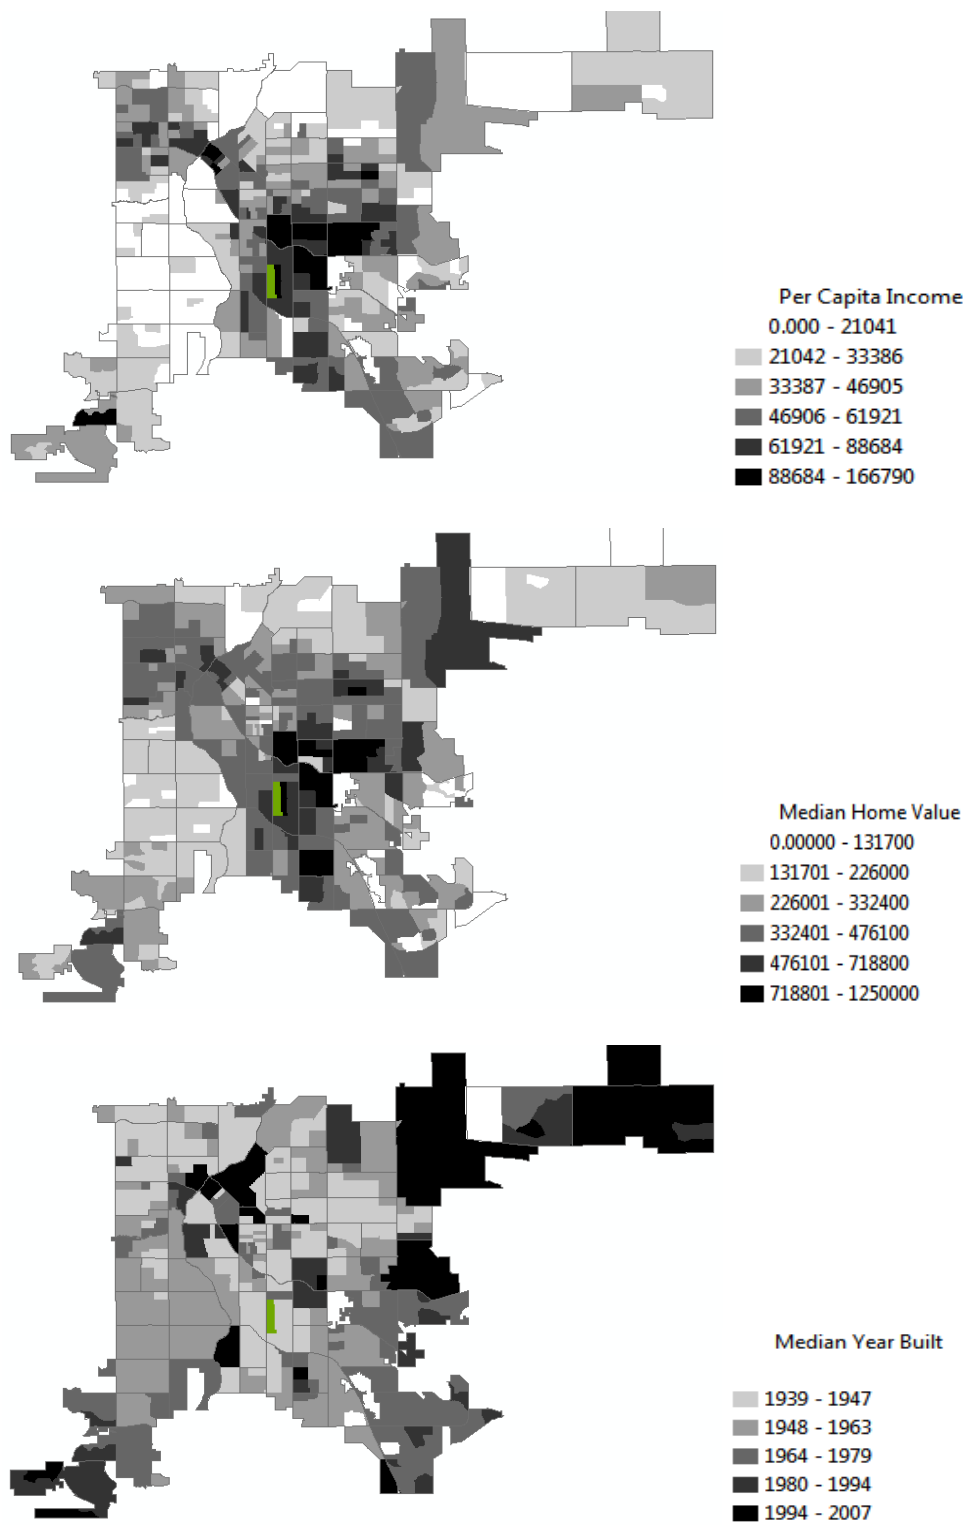 Per Capita Income
0.000 - 21041
21042 - 33386
33387 - 46905
46906 - 61921
61921 - 88684
88684 - 166790
Median Home Value
0.00000 - 131700
131701 - 226000
226001 - 332400
332401 - 476100
476101 - 718800
718801 - 1250000
Median Year Built
1939 - 1947
1948 - 1963
1964 - 1979
1980 - 1994
1994 - 2007